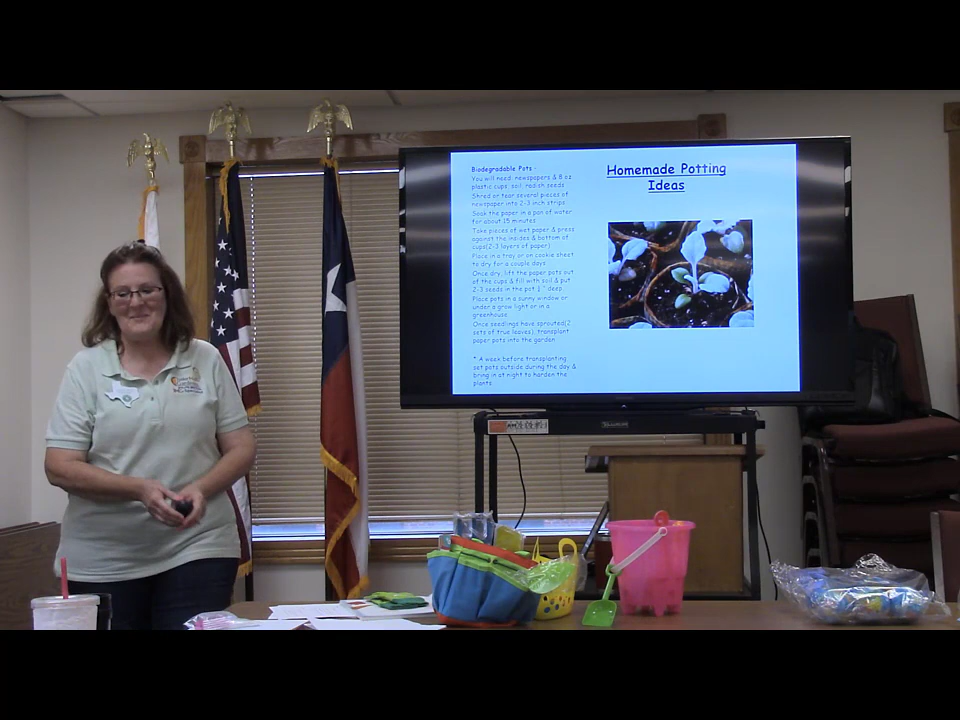 Biodegradable Pots -
You will need: newspapers & 8 oz
plastic cups, soil, radish seeds
Shred or tear several pieces of
newspaper into 2-3 inch strips
Soak the paper in a pan of water
for about 15 minutes
Take pieces of wet paper & press
against the insides & bottom of
cups(2-3 layers of paper)
Place in a tray or on cookie sheet
to dry for a couple days
Once dry, lift the paper pots out
of the cups & fill with soil & put
2-3 seeds in the pot " deep.
Place pots in a sunny window or
under a grow light or in a
greenhouse
Once seedlings have sprouted(2
sets of true leaves), transplant
paper pots into the garden
* A week before transplanting
set pots outside during the day &
bring in at night to harden the
plants
Homemade Potting
Ideas